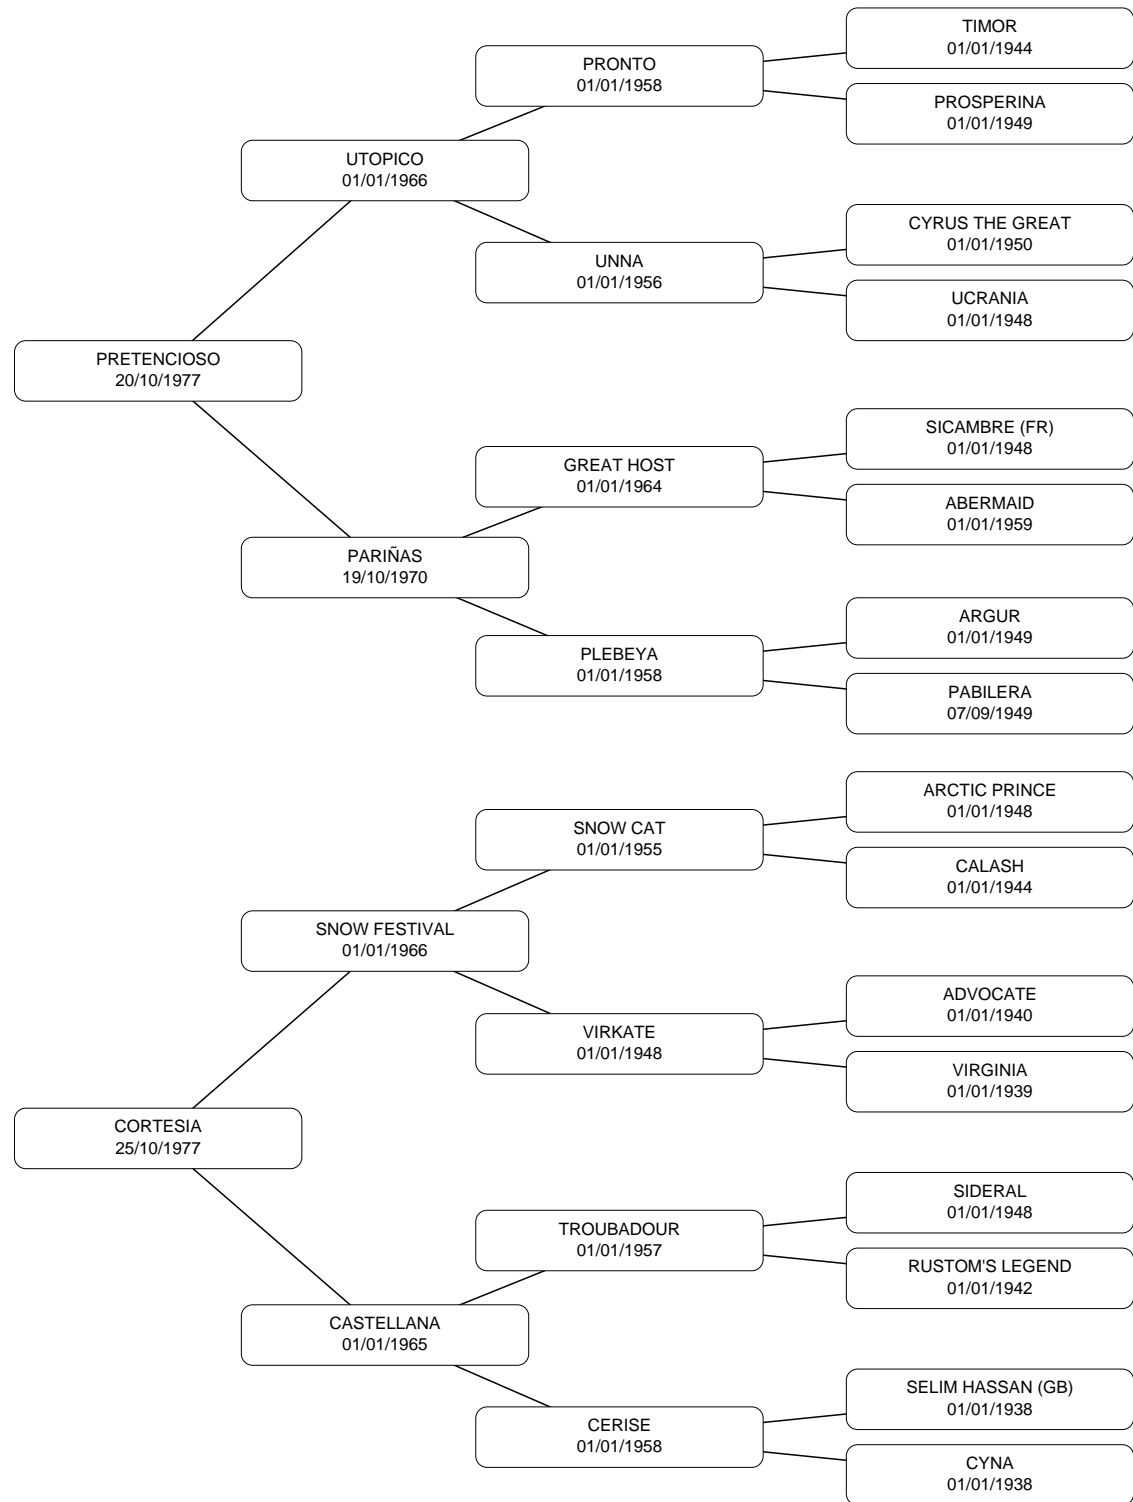 TIMOR
01/01/1944
PRONTO
01/01/1958
PROSPERINA
01/01/1949
UTOPICO
01/01/1966
CYRUS THE GREAT
01/01/1950
UNNA
01/01/1956
UCRANIA
01/01/1948
PRETENCIOSO
20/10/1977
SICAMBRE (FR)
01/01/1948
GREAT HOST
01/01/1964
ABERMAID
01/01/1959
PARIÑAS
19/10/1970
ARGUR
01/01/1949
PLEBEYA
01/01/1958
PABILERA
07/09/1949
ARCTIC PRINCE
01/01/1948
SNOW CAT
01/01/1955
CALASH
01/01/1944
SNOW FESTIVAL
01/01/1966
ADVOCATE
01/01/1940
VIRKATE
01/01/1948
VIRGINIA
01/01/1939
CORTESIA
25/10/1977
SIDERAL
01/01/1948
TROUBADOUR
01/01/1957
RUSTOM'S LEGEND
01/01/1942
CASTELLANA
01/01/1965
SELIM HASSAN (GB)
01/01/1938
CERISE
01/01/1958
CYNA
01/01/1938